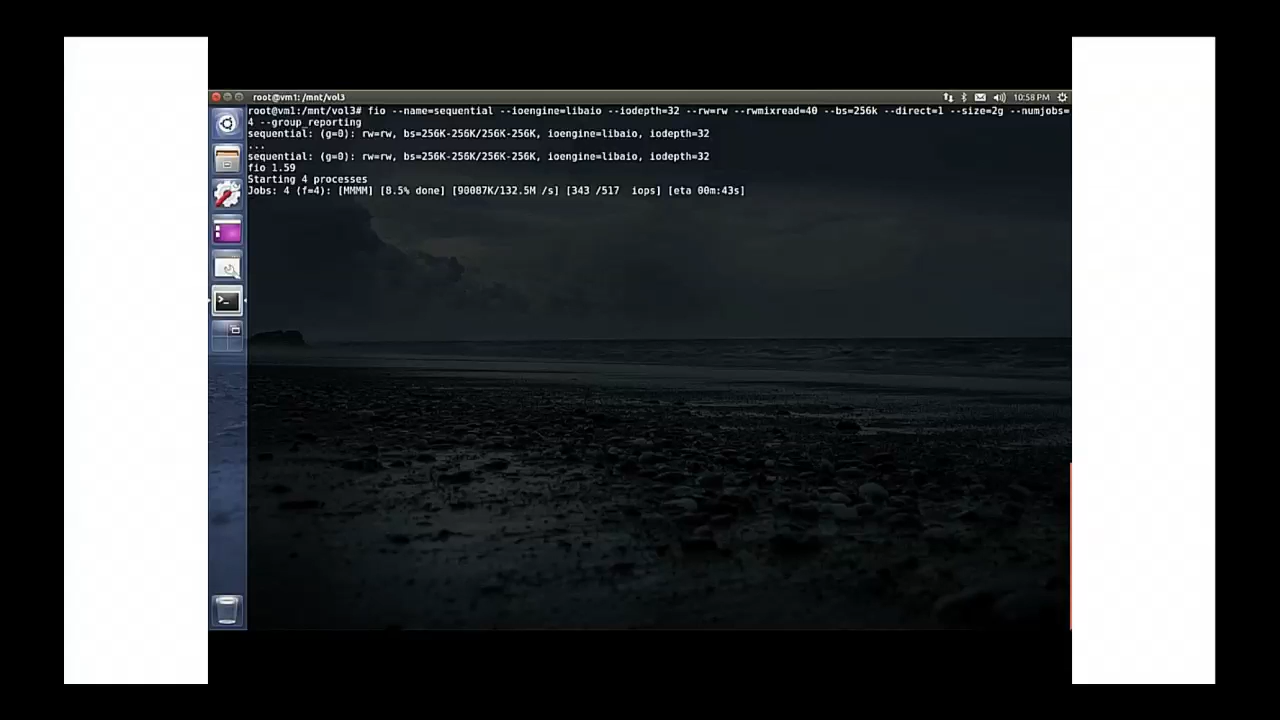 root@vm1: /mnt/vol3
10:58 PM
root@vm1:/mnt/vol3# fio --name=sequential --ioengine=libaio --iodepth=32 --rw=rw --rwmixread=40 --bs=256k --direct=1 --size=2g --numjobs=
4 --group_reporting
sequential: (g=0): rw=rw, bs=256K-256K/256K-256K, ioengine=libaio, iodepth=32
...
sequential: (g=0): rw=rw, bs=256K-256K/256K-256K, ioengine=libaio, iodepth=32
fio 1.59
Starting 4 processes
Jobs: 4 (f=4): [MMMM] [8.5% done] [90087K/132.5M /s] [343 /517  iops] [eta 00m:43s]